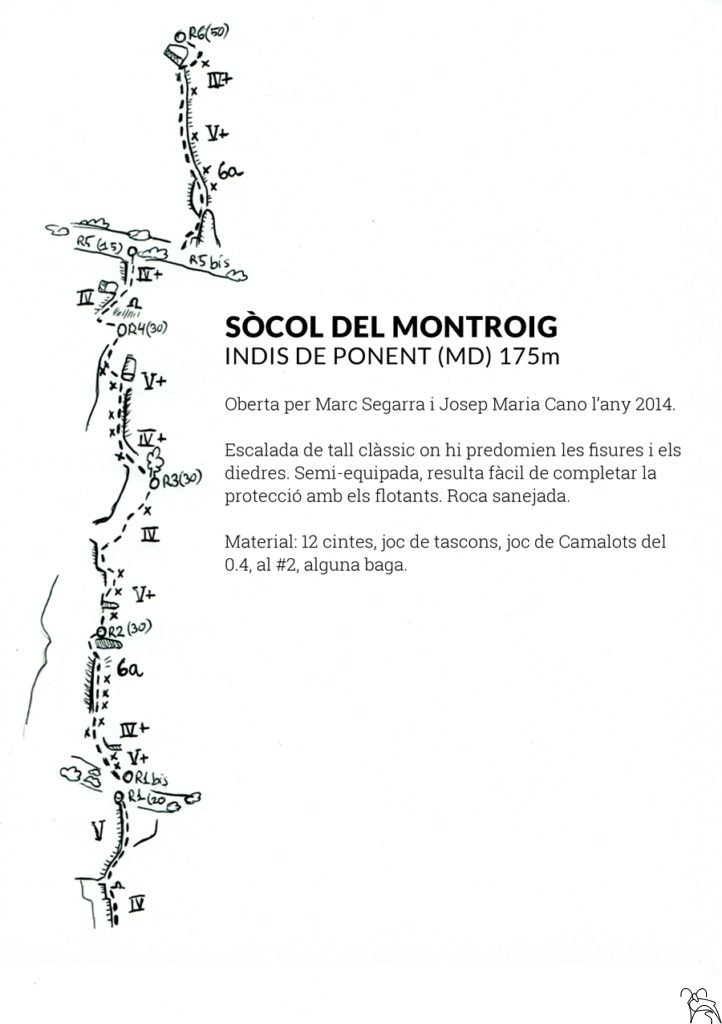 R6(50)
IV+
V+
6a
R5 (15)
R5 bis
IV+
IV
R4(30)
SÒCOL DEL MONTROIG
INDIS DE PONENT (MD) 175m
Oberta per Marc Segarra i Josep Maria Cano l'any 2014.
Escalada de tall clàssic on hi predomien les fisures i els
diedres. Semi-equipada, resulta fàcil de completar la
protecció amb els flotants. Roca sanejada.
Material: 12 cintes, joc de tascons, joc de Camalots del
0.4, al #2, alguna baga.
V+
IV+
R3(30)
IV
V+
R2(30)
6a
IV+
V+
R1bis
R1(20
V
IV